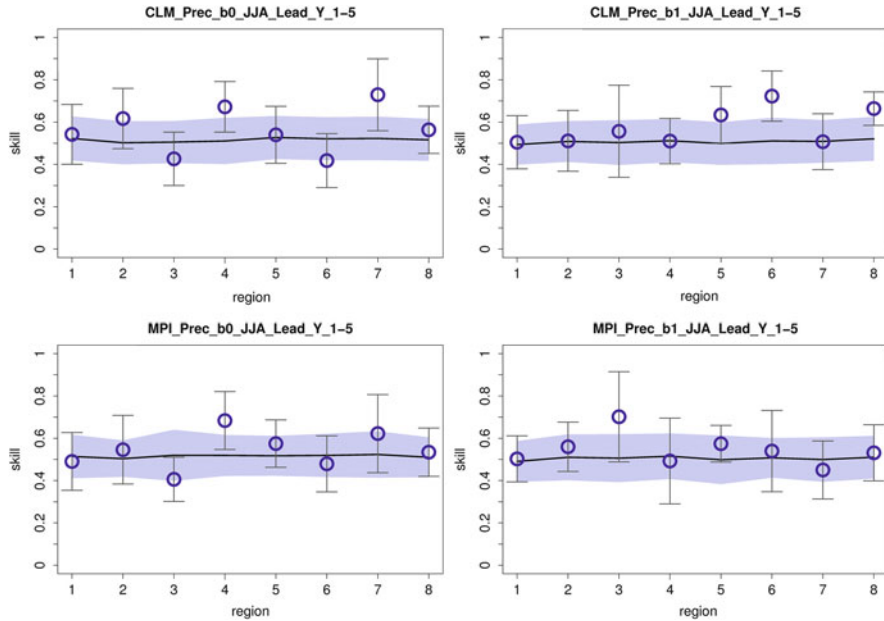 CLM_Prec_b0_JJA_Lead_Y_1-5
CLM_Prec_b1_JJA_Lead_Y_1-5
skill
0 0.2 0.4 0.6 0.8 1
1 2 3 4 5 6 7 8
region
skill
0 0.2 0.4 0.6 0.8 1
1 2 3 4 5 6 7 8
region
MPI_Prec_b0_JJA_Lead_Y_1-5
MPI_Prec_b1_JJA_Lead_Y_1-5
skill
0 0.2 0.4 0.6 0.8 1
1 2 3 4 5 6 7 8
region
skill
0 0.2 0.4 0.6 0.8 1
1 2 3 4 5 6 7 8
region